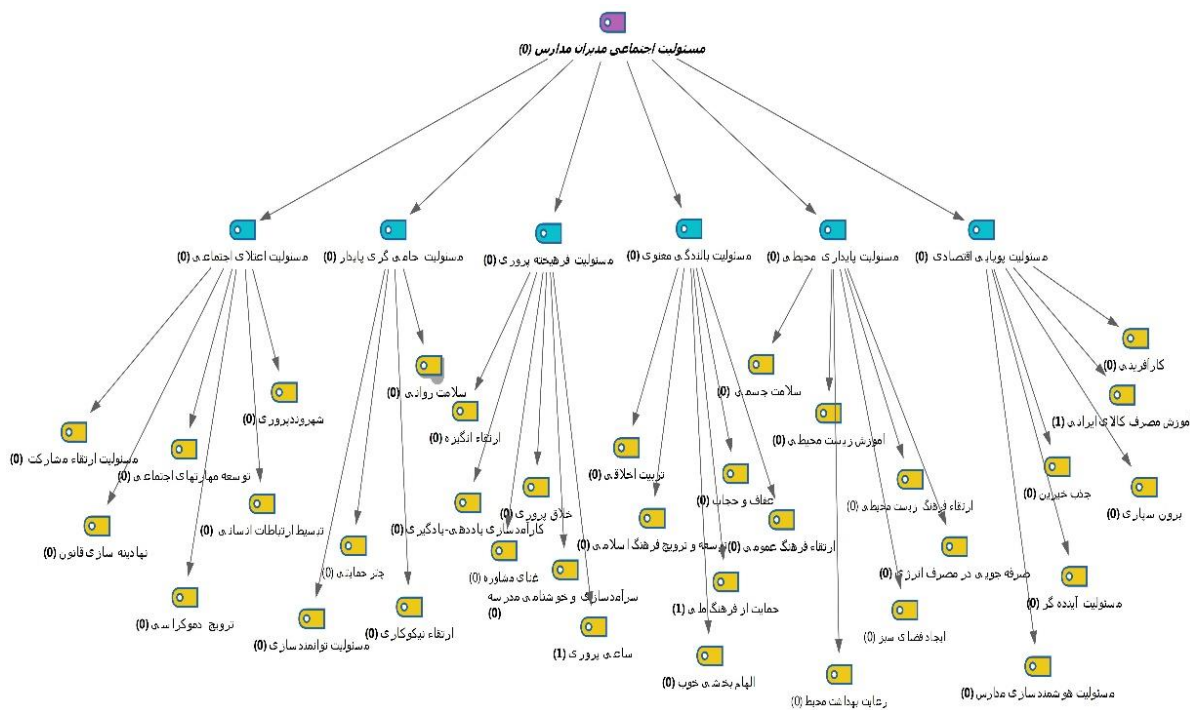 مسئولیت اجتماعی مدیران مدارس (0)
مسئولیت اعتلای اجتماعی (0)
مسئولیت حامی گری پایدار (0)
مسئولیت فرهیخته پروری (0)
مسئولیت بالندگی معنوی (0)
مسئولیت پایداری محیطی (0)
مسئولیت پویایی اقتصادی (0)
شهروندپروری (0)
مسئولیت ارتقاء مشارکت (0)
توسعه مهارتهای اجتماعی (0)
نهادینه سازی قانون (0)
تبسیط ارتباطات انسانی (0)
ترویج دموکراسی (0)
سلامت روانی (0)
چتر حمایتی (0)
ارتقاء نیکوکاری (0)
مسئولیت توانمندسازی (0)
ارتقاء انگیزه (0)
خلاق پروری (0)
کارآمدسازی یاددهی-یادگیری (0)
غنای مشاوره (0)
سرآمدسازی و خوشنامی مدرسه
(0)
ساعی پروری (1)
تربیت اخلاقی (0)
عفاف و حجاب (0)
توسعه و ترویج فرهنگ اسلامی (0)
ارتقاء فرهنگ عمومی (0)
حمایت از فرهنگ ملی (1)
الهام بخشی خوب (0)
سلامت جسمی (0)
آموزش زیست محیطی (0)
ارتقاء فرهنگ زیست محیطی (0)
صرفه جویی در مصرف انرژی (0)
ایجاد فضای سبز (0)
رعایت بهداشت محیط (0)
کارآفرینی (0)
موزش مصرف کالای ایرانی (1)
جذب خیرین (0)
برون سپاری (0)
مسئولیت آینده گر (0)
مسئولیت هوشمندسازی مدارس (0)